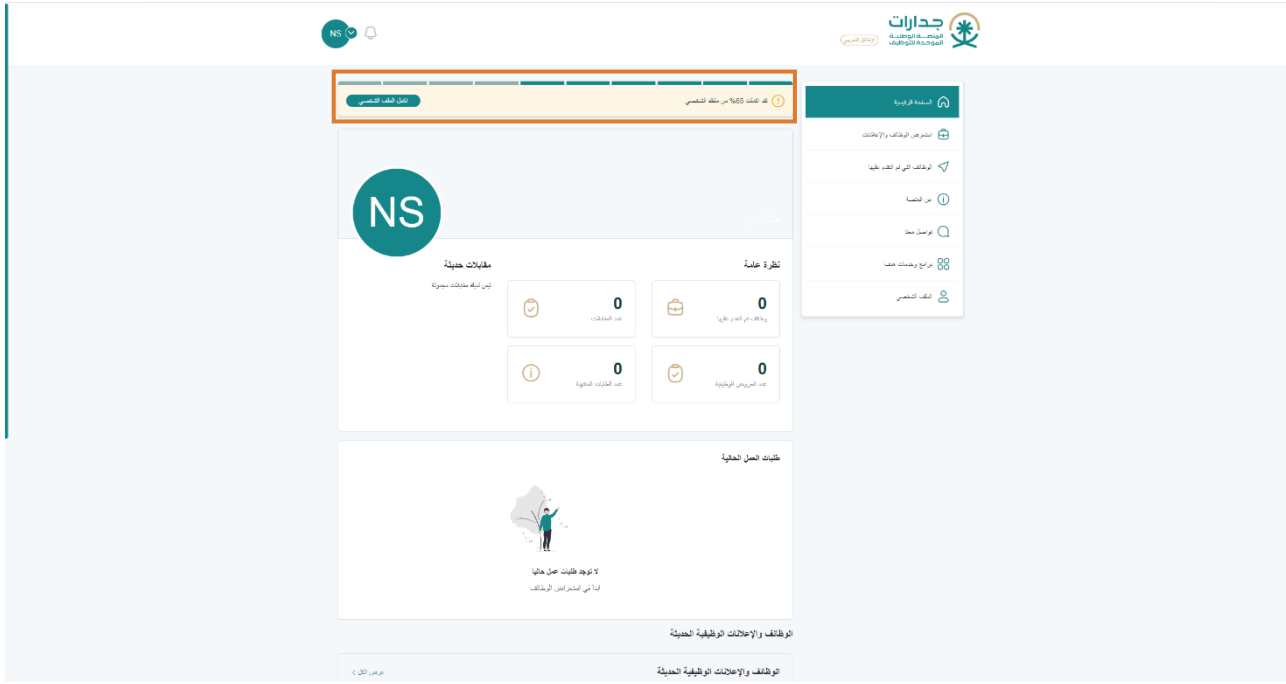 جدارات
المنصة الوطنية
الموحدة للتوظيف
NS
الصفحة الرئيسية
استعرض الوظائف والإعلانات
الوظائف التي تم التقدم عليها
عن المنصة
تواصل معنا
برامج وخدمات هدف
الملف الشخصي
لقد اكملت 55% من ملفك الشخصي
اكمل الملف الشخصي
NS
نظرة عامة
0
وظائف تم التقدم عليها
0
عدد المقابلات
0
عدد العروض الوظيفية
0
عدد الطلبات المنتهية
مقابلات حديثة
ليس لديك مقابلات مجدولة
طلبات العمل الحالية
لا توجد طلبات عمل حاليا
ابدأ في استعراض الوظائف
الوظائف والإعلانات الوظيفية الحديثة
الوظائف والإعلانات الوظيفية الحديثة
عرض الكل